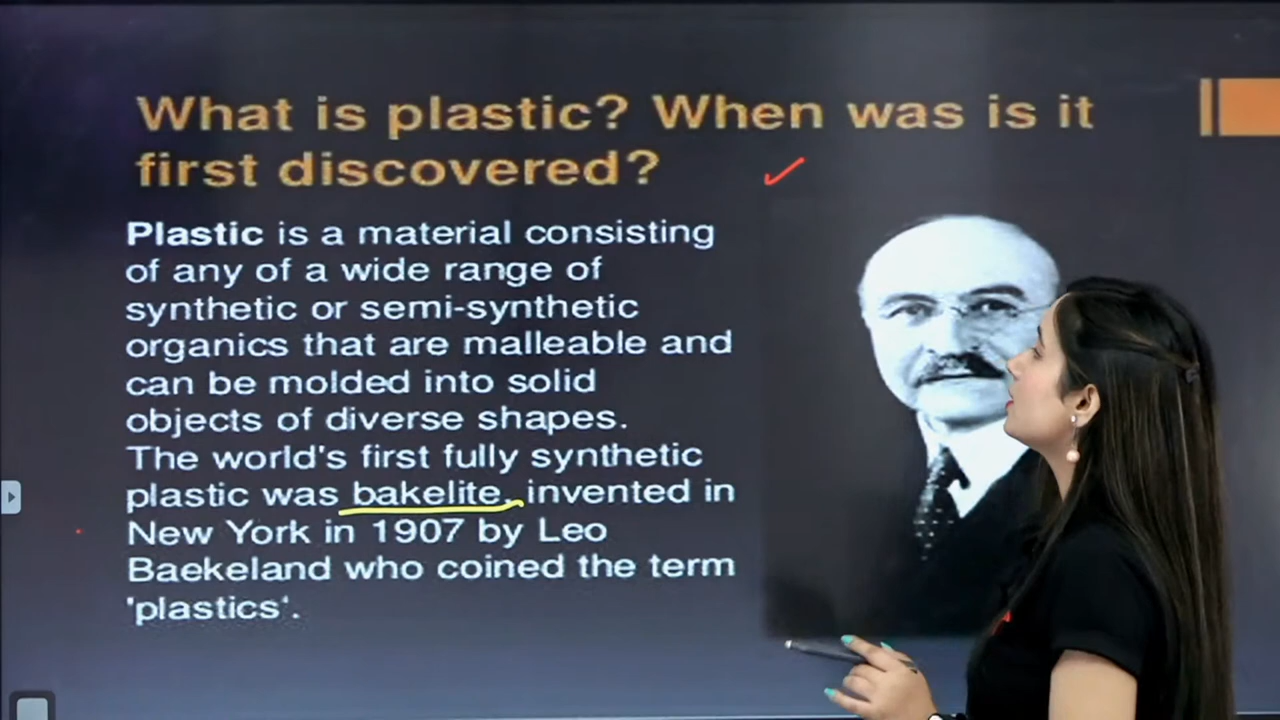 What is plastic? When was is it
first discovered?
Plastic is a material consisting
of any of a wide range of
synthetic or semi-synthetic
organics that are malleable and
can be molded into solid
objects of diverse shapes.
The world's first fully synthetic
plastic was bakelite, invented in
New York in 1907 by Leo
Baekeland who coined the term
'plastics'.